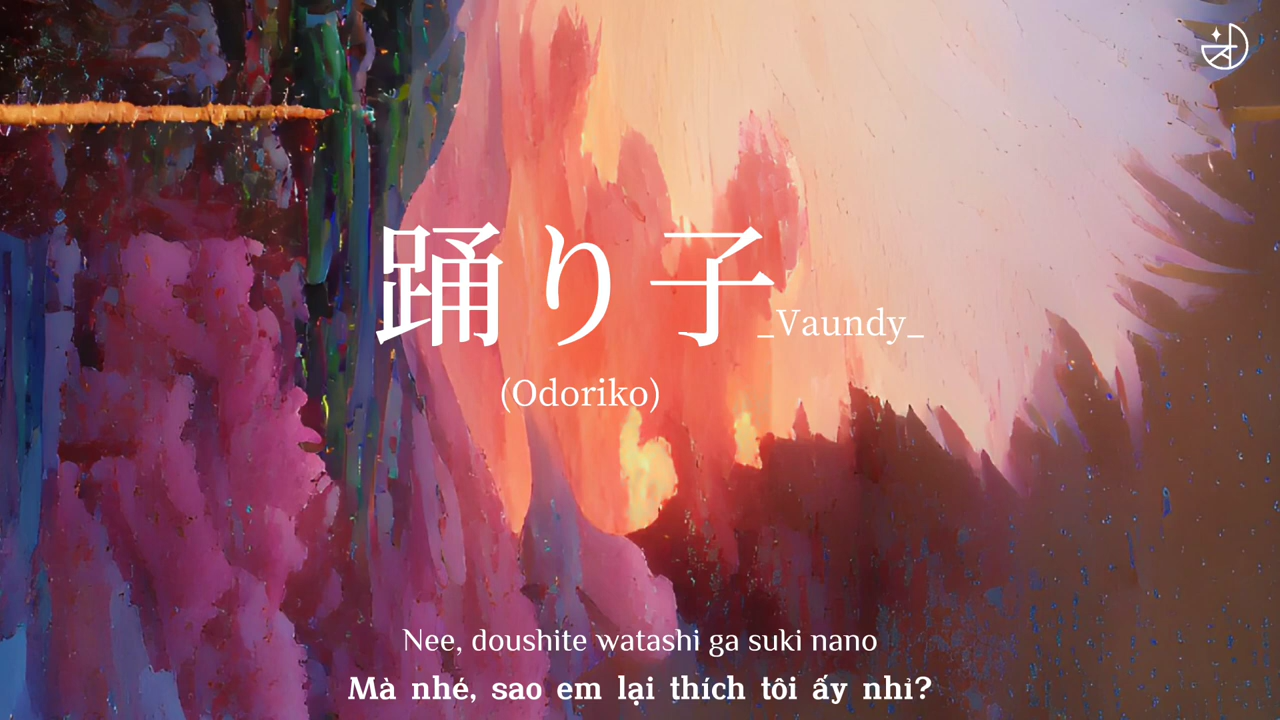 踊り子
_Vaundy_
(Odoriko)
Nee, doushite watashi ga suki nano
Mà nhé, sao em lại thích tôi ấy nhỉ?